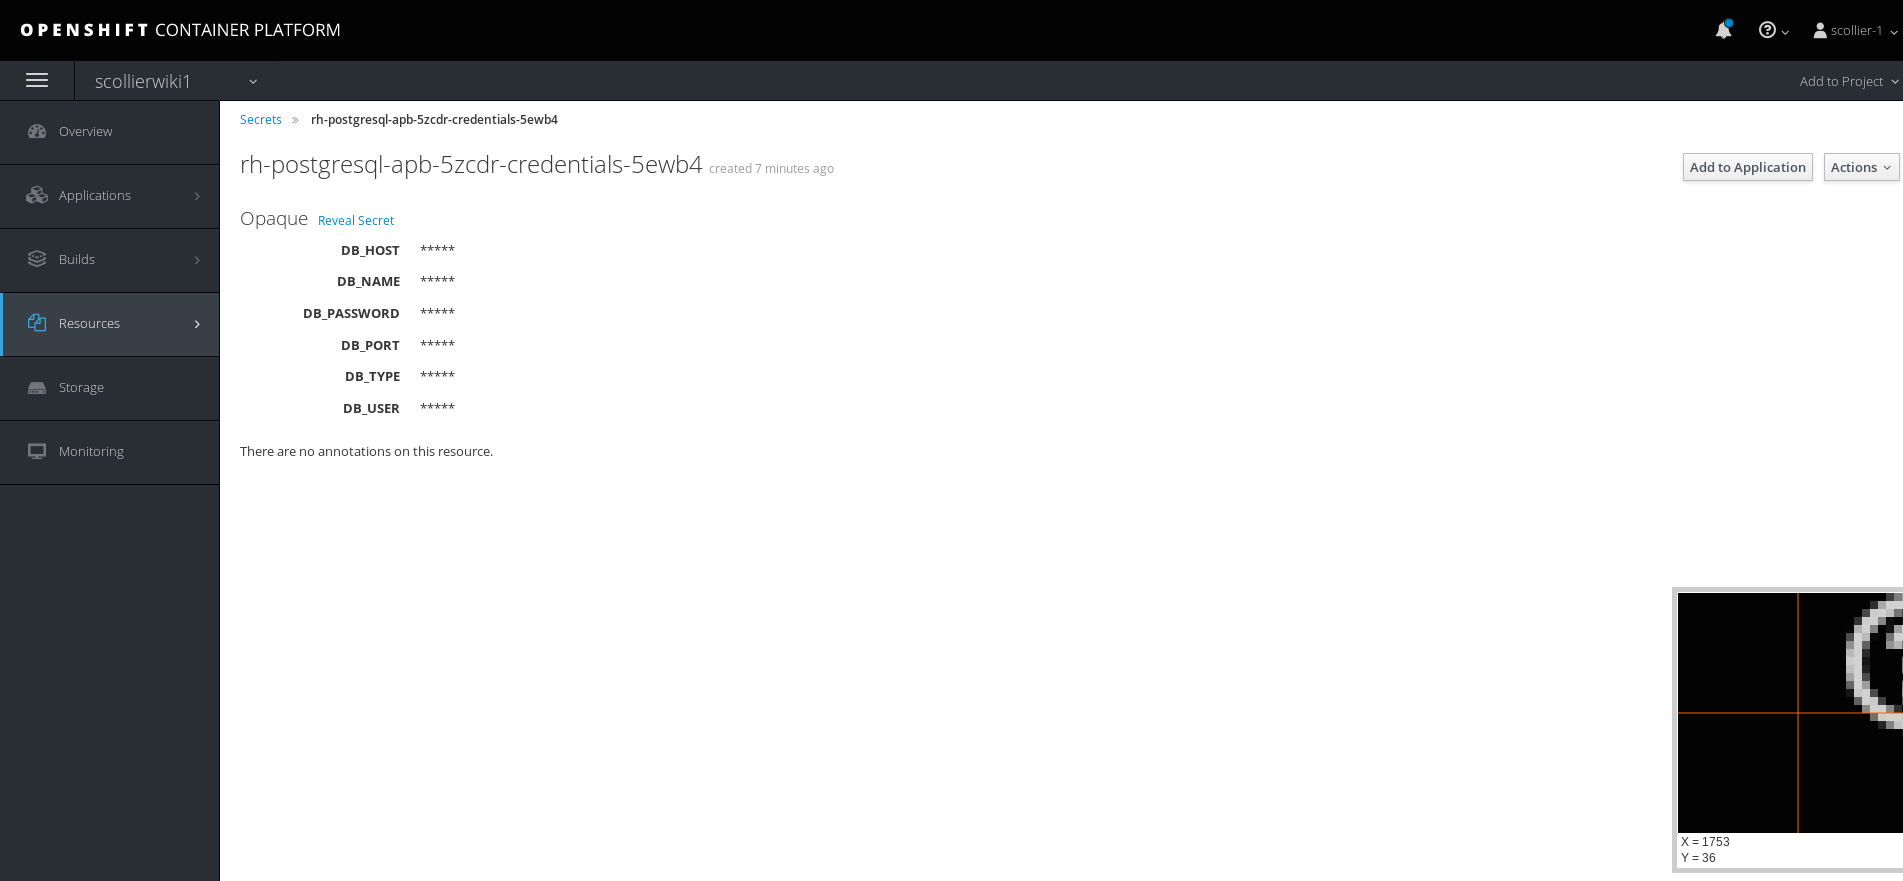 OPENSHIFT CONTAINER PLATFORM
scollier-1
scollierwiki1
Add to Project
Overview
Applications
Builds
Resources
Storage
Monitoring
Secrets » rh-postgresql-apb-5zcdr-credentials-5ewb4
rh-postgresql-apb-5zcdr-credentials-5ewb4 created 7 minutes ago
Add to Application
Actions
Opaque Reveal Secret
DB_HOST *****
DB_NAME *****
DB_PASSWORD *****
DB_PORT *****
DB_TYPE *****
DB_USER *****
There are no annotations on this resource.
X = 1753
Y = 36